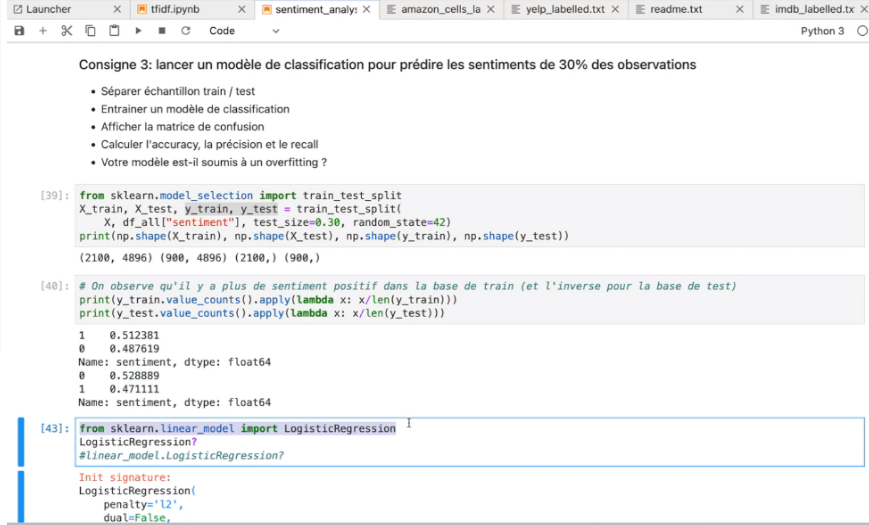 Launcher
tfidf.ipynb
sentiment_analys
amazon_cells_la
yelp_labelled.txt
readme.txt
imdb_labelled.tx
Code
Python 3
Consigne 3: lancer un modèle de classification pour prédire les sentiments de 30% des observations
• Séparer échantillon train / test
• Entrainer un modèle de classification
• Afficher la matrice de confusion
• Calculer l'accuracy, la précision et le recall
• Votre modèle est-il soumis à un overfitting ?
[39]: from sklearn.model_selection import train_test_split
X_train, X_test, y_train, y_test = train_test_split(
    X, df_all["sentiment"], test_size=0.30, random_state=42)
print(np.shape(X_train), np.shape(X_test), np.shape(y_train), np.shape(y_test))
(2100, 4896) (900, 4896) (2100,) (900,)
[40]: # On observe qu'il y a plus de sentiment positif dans la base de train (et l'inverse pour la base de test)
print(y_train.value_counts().apply(lambda x: x/len(y_train)))
print(y_test.value_counts().apply(lambda x: x/len(y_test)))
1    0.512381
0    0.487619
Name: sentiment, dtype: float64
0    0.528889
1    0.471111
Name: sentiment, dtype: float64
[43]: from sklearn.linear_model import LogisticRegression
LogisticRegression?
#linear_model.LogisticRegression?
Init signature:
LogisticRegression(
    penalty='l2',
    dual=False,